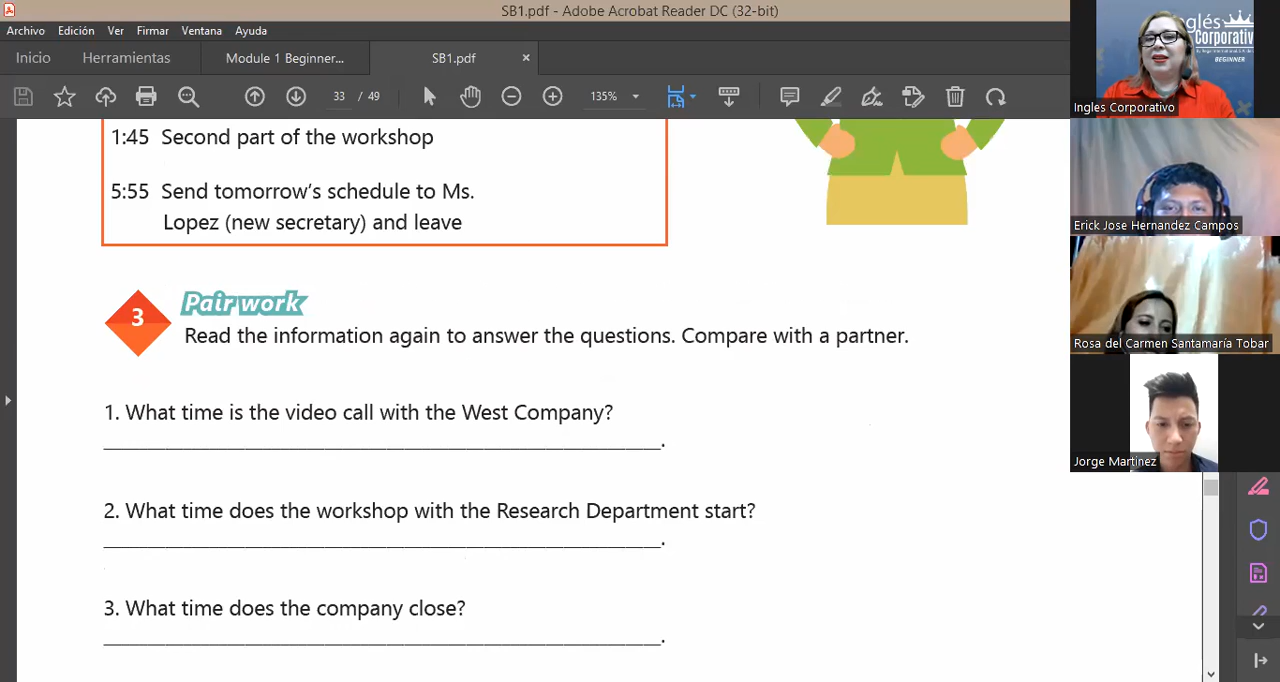 SB1.pdf - Adobe Acrobat Reader DC (32-bit)
Archivo Edición Ver Firmar Ventana Ayuda
Inicio Herramientas Module 1 Beginner... SB1.pdf ×
33 / 49 135%
1:45 Second part of the workshop
5:55 Send tomorrow's schedule to Ms.
Lopez (new secretary) and leave
3 Pair work
Read the information again to answer the questions. Compare with a partner.
1. What time is the video call with the West Company?
______________________________.
2. What time does the workshop with the Research Department start?
______________________________.
3. What time does the company close?
______________________________.
Inglés
Corporativo
BEGINNER
Ingles Corporativo
Erick Jose Hernandez Campos
Rosa del Carmen Santamaría Tobar
Jorge Martinez